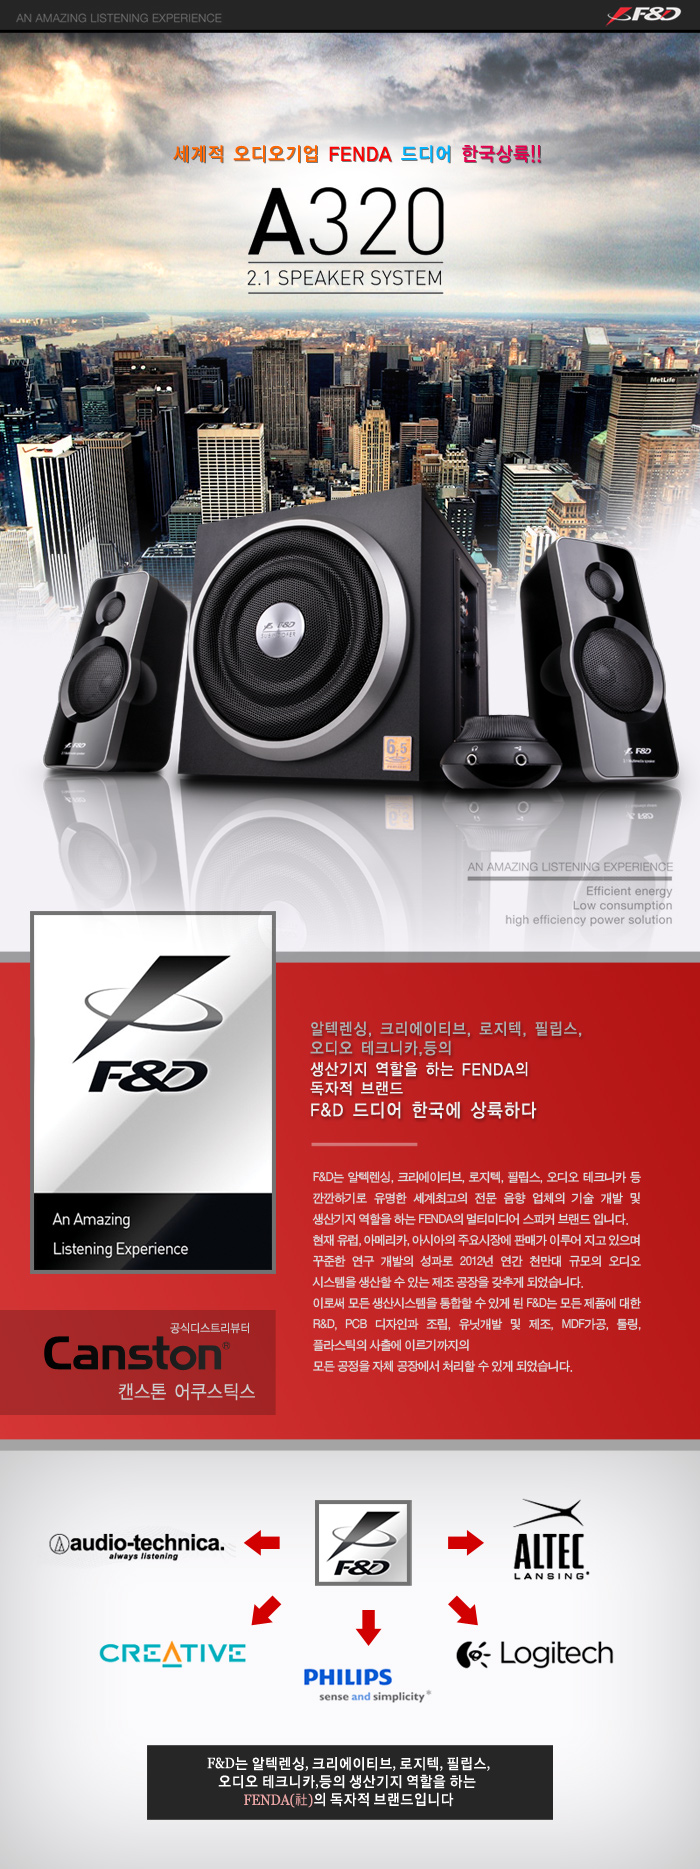 AN AMAZING LISTENING EXPERIENCE
F&D
세계적 오디오기업 FENDA 드디어 한국상륙!!
A320
2.1 SPEAKER SYSTEM
MetLife
F&D
6.5
F&D
F&D
2.1 Multimedia speaker
AN AMAZING LISTENING EXPERIENCE
Efficient energy
Low consumption
high efficiency power solution
F&D
An Amazing
Listening Experience
알텍렌싱, 크리에이티브, 로지텍, 필립스,
오디오 테크니카,등의
생산기지 역할을 하는 FENDA의
독자적 브랜드
F&D 드디어 한국에 상륙하다
F&D는 알텍렌싱, 크리에이티브, 로지텍, 필립스, 오디오 테크니카 등
깐깐하기로 유명한 세계최고의 전문 음향 업체의 기술 개발 및
생산기지 역할을 하는 FENDA의 멀티미디어 스피커 브랜드 입니다.
현재 유럽, 아메리카, 아시아의 주요시장에 판매가 이루어 지고 있으며
꾸준한 연구 개발의 성과로 2012년 연간 천만대 규모의 오디오
시스템을 생산할 수 있는 제조 공장을 갖추게 되었습니다.
이로써 모든 생산시스템을 통합할 수 있게 된 F&D는 모든 제품에 대한
R&D, PCB 디자인과 조립, 유닛개발 및 제조, MDF가공, 툴링,
플라스틱의 사출에 이르기까지의
모든 공정을 자체 공장에서 처리할 수 있게 되었습니다.
공식디스트리뷰터
Canston®
캔스톤 어쿠스틱스
audio-technica.
always listening
F&D
ALTEC
LANSING®
CREATIVE
PHILIPS
sense and simplicity®
Logitech
F&D는 알텍렌싱, 크리에이티브, 로지텍, 필립스,
오디오 테크니카,등의 생산기지 역할을 하는
FENDA(社)의 독자적 브랜드입니다